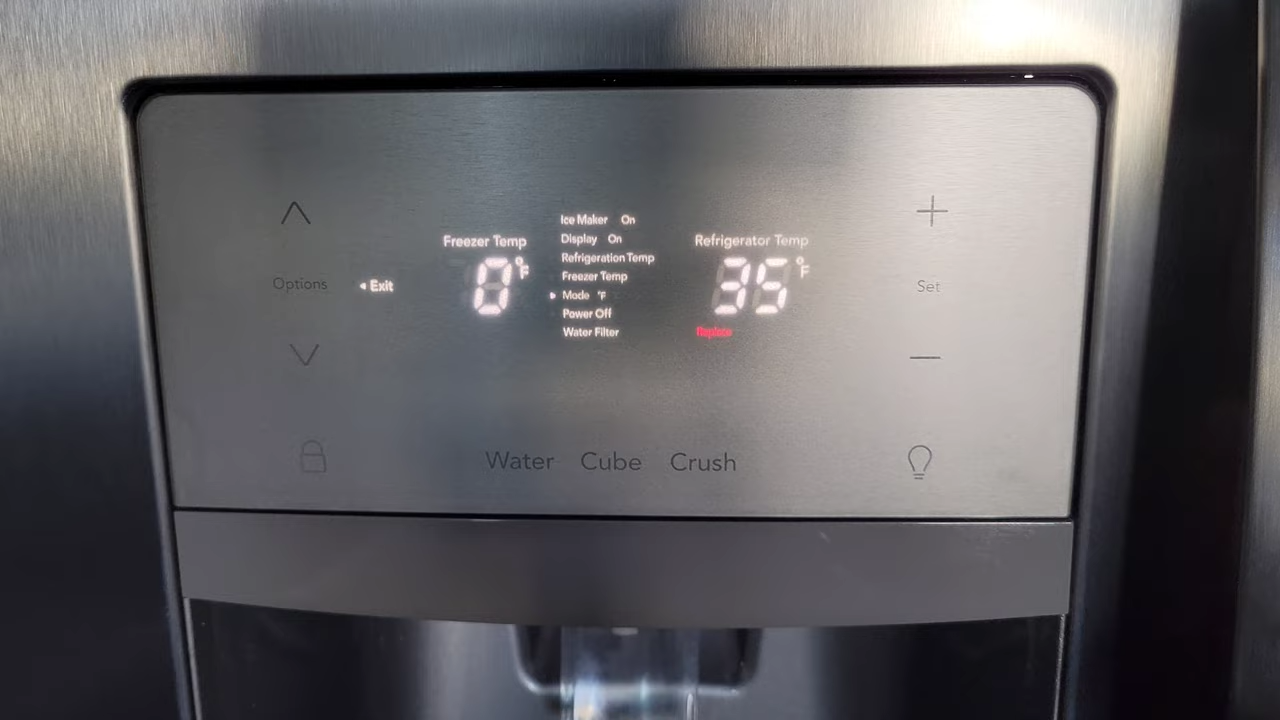 Ice Maker On
Freezer Temp
Display On
Refrigerator Temp
0°F
Refrigeration Temp
35°F
Freezer Temp
Options
Exit
Mode °F
Set
Power Off
Water Filter
Replace
Water Cube Crush